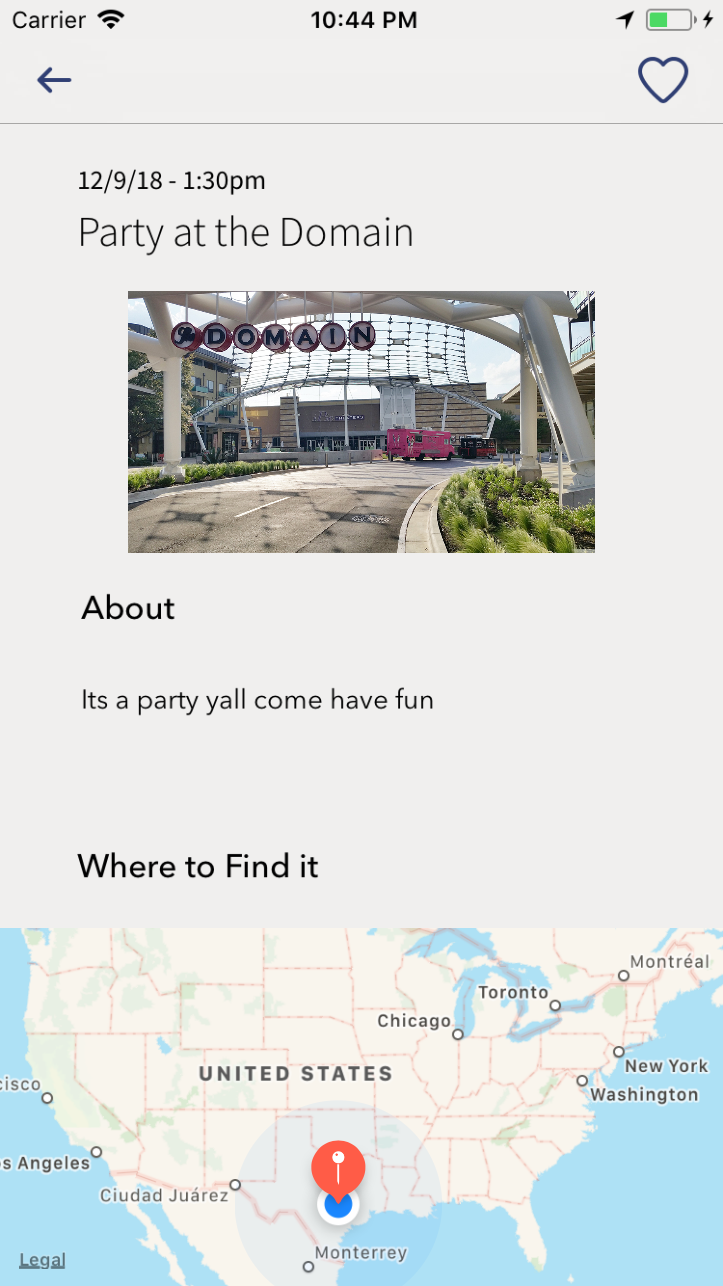 Carrier 10:44 PM
12/9/18 - 1:30pm
Party at the Domain
The DOMAIN
About
Its a party yall come have fun
Where to Find it
Montréal
Toronto
Chicago
UNITED STATES
New York
cisco
Washington
os Angeles
Ciudad Juárez
Monterrey
Legal